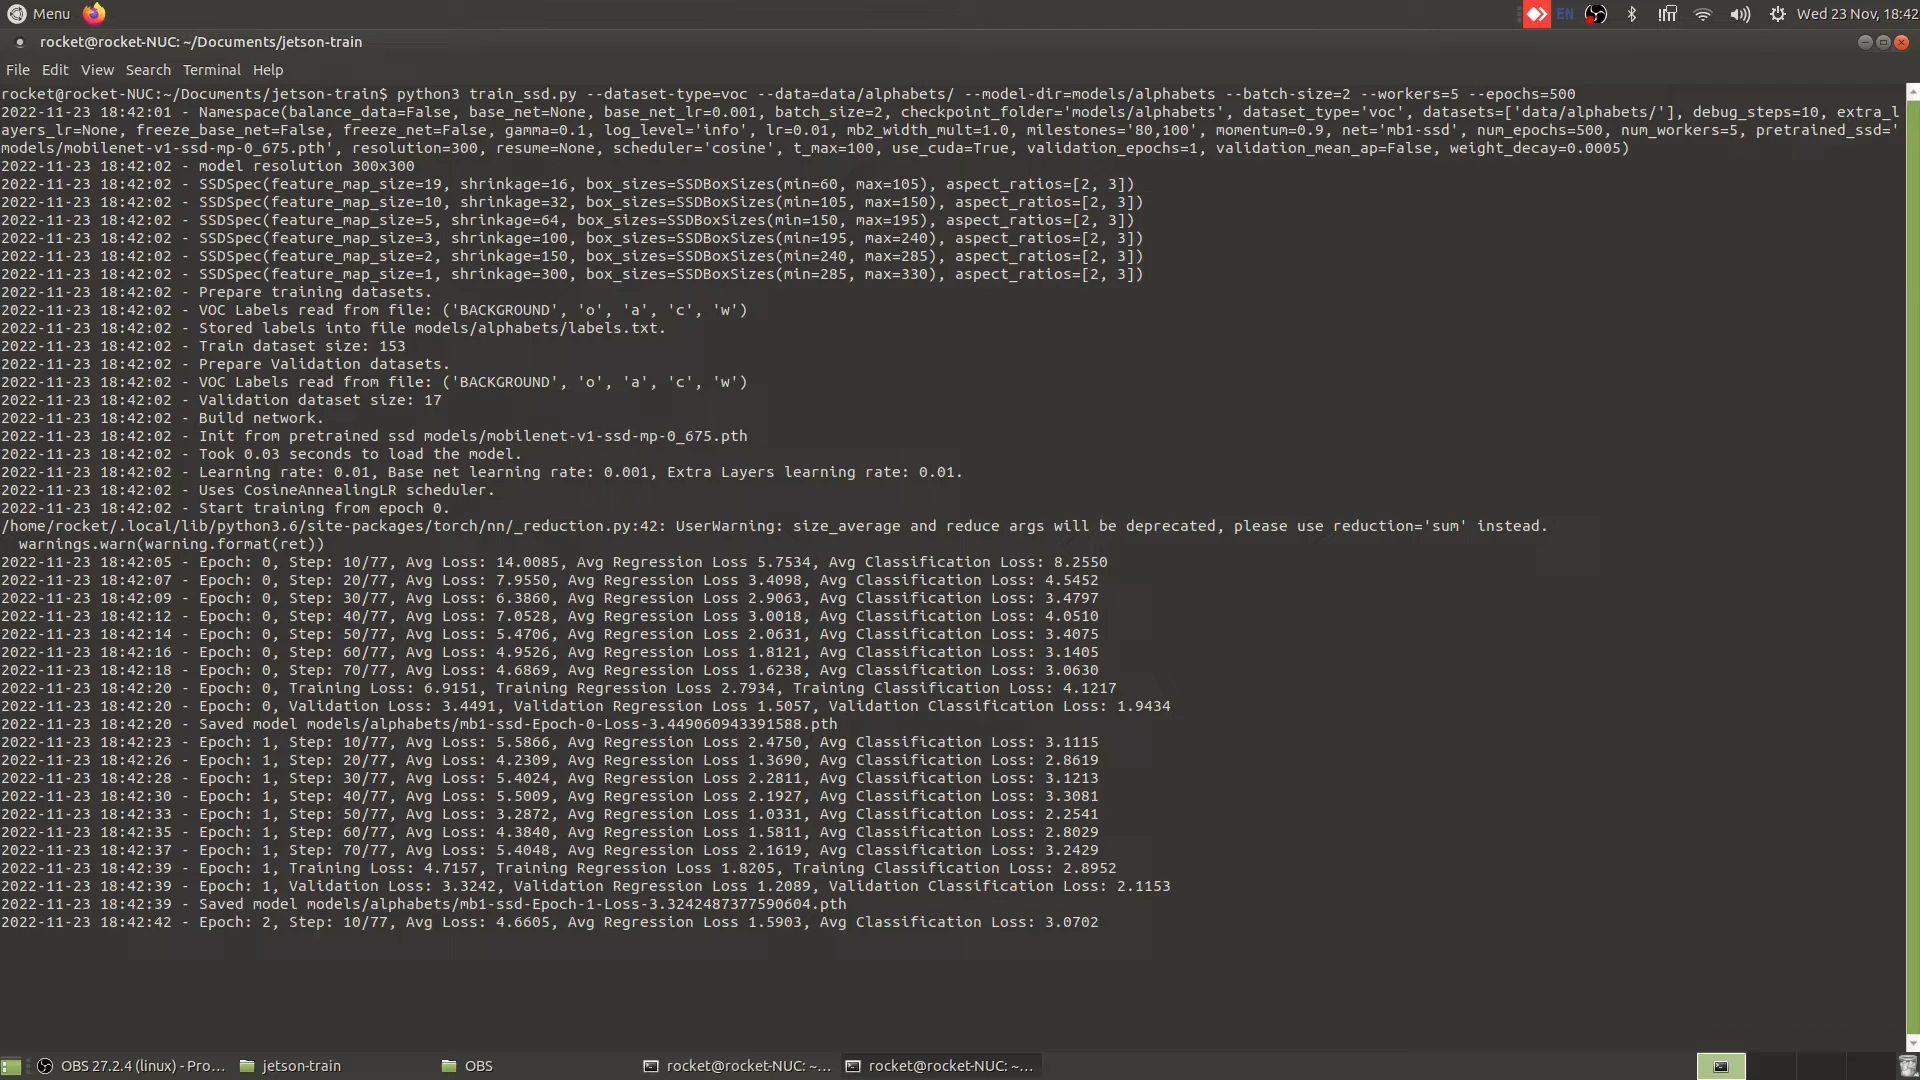 Menu
EN
Wed 23 Nov, 18:42
rocket@rocket-NUC: ~/Documents/jetson-train
File Edit View Search Terminal Help
rocket@rocket-NUC:~/Documents/jetson-train$ python3 train_ssd.py --dataset-type=voc --data=data/alphabets/ --model-dir=models/alphabets --batch-size=2 --workers=5 --epochs=500
2022-11-23 18:42:01 - Namespace(balance_data=False, base_net=None, base_net_lr=0.001, batch_size=2, checkpoint_folder='models/alphabets', dataset_type='voc', datasets=['data/alphabets/'], debug_steps=10, extra_l
ayers_lr=None, freeze_base_net=False, freeze_net=False, gamma=0.1, log_level='info', lr=0.01, mb2_width_mult=1.0, milestones='80,100', momentum=0.9, net='mb1-ssd', num_epochs=500, num_workers=5, pretrained_ssd='
models/mobilenet-v1-ssd-mp-0_675.pth', resolution=300, resume=None, scheduler='cosine', t_max=100, use_cuda=True, validation_epochs=1, validation_mean_ap=False, weight_decay=0.0005)
2022-11-23 18:42:02 - model resolution 300x300
2022-11-23 18:42:02 - SSDSpec(feature_map_size=19, shrinkage=16, box_sizes=SSDBoxSizes(min=60, max=105), aspect_ratios=[2, 3])
2022-11-23 18:42:02 - SSDSpec(feature_map_size=10, shrinkage=32, box_sizes=SSDBoxSizes(min=105, max=150), aspect_ratios=[2, 3])
2022-11-23 18:42:02 - SSDSpec(feature_map_size=5, shrinkage=64, box_sizes=SSDBoxSizes(min=150, max=195), aspect_ratios=[2, 3])
2022-11-23 18:42:02 - SSDSpec(feature_map_size=3, shrinkage=100, box_sizes=SSDBoxSizes(min=195, max=240), aspect_ratios=[2, 3])
2022-11-23 18:42:02 - SSDSpec(feature_map_size=2, shrinkage=150, box_sizes=SSDBoxSizes(min=240, max=285), aspect_ratios=[2, 3])
2022-11-23 18:42:02 - SSDSpec(feature_map_size=1, shrinkage=300, box_sizes=SSDBoxSizes(min=285, max=330), aspect_ratios=[2, 3])
2022-11-23 18:42:02 - Prepare training datasets.
2022-11-23 18:42:02 - VOC Labels read from file: ('BACKGROUND', 'o', 'a', 'c', 'w')
2022-11-23 18:42:02 - Stored labels into file models/alphabets/labels.txt.
2022-11-23 18:42:02 - Train dataset size: 153
2022-11-23 18:42:02 - Prepare Validation datasets.
2022-11-23 18:42:02 - VOC Labels read from file: ('BACKGROUND', 'o', 'a', 'c', 'w')
2022-11-23 18:42:02 - Validation dataset size: 17
2022-11-23 18:42:02 - Build network.
2022-11-23 18:42:02 - Init from pretrained ssd models/mobilenet-v1-ssd-mp-0_675.pth
2022-11-23 18:42:02 - Took 0.03 seconds to load the model.
2022-11-23 18:42:02 - Learning rate: 0.01, Base net learning rate: 0.001, Extra Layers learning rate: 0.01.
2022-11-23 18:42:02 - Uses CosineAnnealingLR scheduler.
2022-11-23 18:42:02 - Start training from epoch 0.
/home/rocket/.local/lib/python3.6/site-packages/torch/nn/_reduction.py:42: UserWarning: size_average and reduce args will be deprecated, please use reduction='sum' instead.
warnings.warn(warning.format(ret))
2022-11-23 18:42:05 - Epoch: 0, Step: 10/77, Avg Loss: 14.0085, Avg Regression Loss 5.7534, Avg Classification Loss: 8.2550
2022-11-23 18:42:07 - Epoch: 0, Step: 20/77, Avg Loss: 7.9550, Avg Regression Loss 3.4098, Avg Classification Loss: 4.5452
2022-11-23 18:42:09 - Epoch: 0, Step: 30/77, Avg Loss: 6.3860, Avg Regression Loss 2.9063, Avg Classification Loss: 3.4797
2022-11-23 18:42:12 - Epoch: 0, Step: 40/77, Avg Loss: 7.0528, Avg Regression Loss 3.0018, Avg Classification Loss: 4.0510
2022-11-23 18:42:14 - Epoch: 0, Step: 50/77, Avg Loss: 5.4706, Avg Regression Loss 2.0631, Avg Classification Loss: 3.4075
2022-11-23 18:42:16 - Epoch: 0, Step: 60/77, Avg Loss: 4.9526, Avg Regression Loss 1.8121, Avg Classification Loss: 3.1405
2022-11-23 18:42:18 - Epoch: 0, Step: 70/77, Avg Loss: 4.6869, Avg Regression Loss 1.6238, Avg Classification Loss: 3.0630
2022-11-23 18:42:20 - Epoch: 0, Training Loss: 6.9151, Training Regression Loss 2.7934, Training Classification Loss: 4.1217
2022-11-23 18:42:20 - Epoch: 0, Validation Loss: 3.4491, Validation Regression Loss 1.5057, Validation Classification Loss: 1.9434
2022-11-23 18:42:20 - Saved model models/alphabets/mb1-ssd-Epoch-0-Loss-3.449060943391588.pth
2022-11-23 18:42:23 - Epoch: 1, Step: 10/77, Avg Loss: 5.5866, Avg Regression Loss 2.4750, Avg Classification Loss: 3.1115
2022-11-23 18:42:26 - Epoch: 1, Step: 20/77, Avg Loss: 4.2309, Avg Regression Loss 1.3690, Avg Classification Loss: 2.8619
2022-11-23 18:42:28 - Epoch: 1, Step: 30/77, Avg Loss: 5.4024, Avg Regression Loss 2.2811, Avg Classification Loss: 3.1213
2022-11-23 18:42:30 - Epoch: 1, Step: 40/77, Avg Loss: 5.5009, Avg Regression Loss 2.1927, Avg Classification Loss: 3.3081
2022-11-23 18:42:33 - Epoch: 1, Step: 50/77, Avg Loss: 3.2872, Avg Regression Loss 1.0331, Avg Classification Loss: 2.2541
2022-11-23 18:42:35 - Epoch: 1, Step: 60/77, Avg Loss: 4.3840, Avg Regression Loss 1.5811, Avg Classification Loss: 2.8029
2022-11-23 18:42:37 - Epoch: 1, Step: 70/77, Avg Loss: 5.4048, Avg Regression Loss 2.1619, Avg Classification Loss: 3.2429
2022-11-23 18:42:39 - Epoch: 1, Training Loss: 4.7157, Training Regression Loss 1.8205, Training Classification Loss: 2.8952
2022-11-23 18:42:39 - Epoch: 1, Validation Loss: 3.3242, Validation Regression Loss 1.2089, Validation Classification Loss: 2.1153
2022-11-23 18:42:39 - Saved model models/alphabets/mb1-ssd-Epoch-1-Loss-3.3242487377590604.pth
2022-11-23 18:42:42 - Epoch: 2, Step: 10/77, Avg Loss: 4.6605, Avg Regression Loss 1.5903, Avg Classification Loss: 3.0702
OBS 27.2.4 (linux) - Pro...
jetson-train
OBS
rocket@rocket-NUC: ~...
rocket@rocket-NUC: ~...